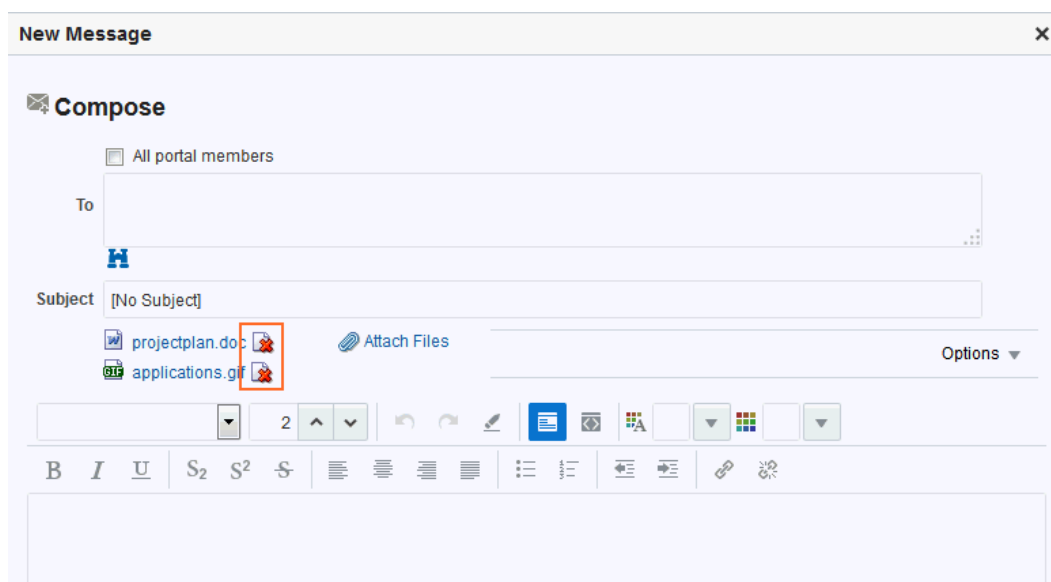 New Message
Compose
All portal members
To
Subject [No Subject]
projectplan.doc Attach Files
Options
GIF applications.gif
2
B I U S2 S² S